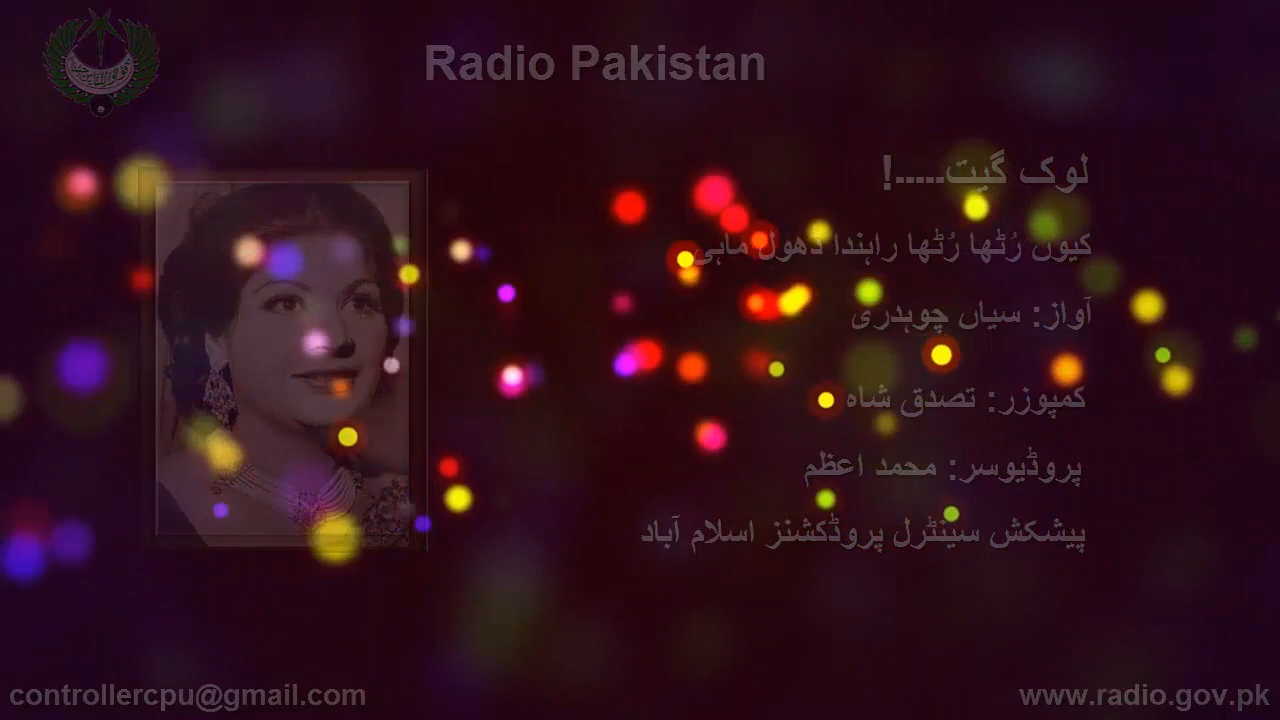 Radio Pakistan
لوک گیت-----!
کیوں رُٹھا رُٹھا راہندا ڈھول ماہی
آواز: سیاں چوہدری
کمپوزر: تصدق شاہ
پروڈیوسر: محمد اعظم
پیشکش سینٹرل پروڈکشنز اسلام آباد
controllercpu@gmail.com
www.radio.gov.pk